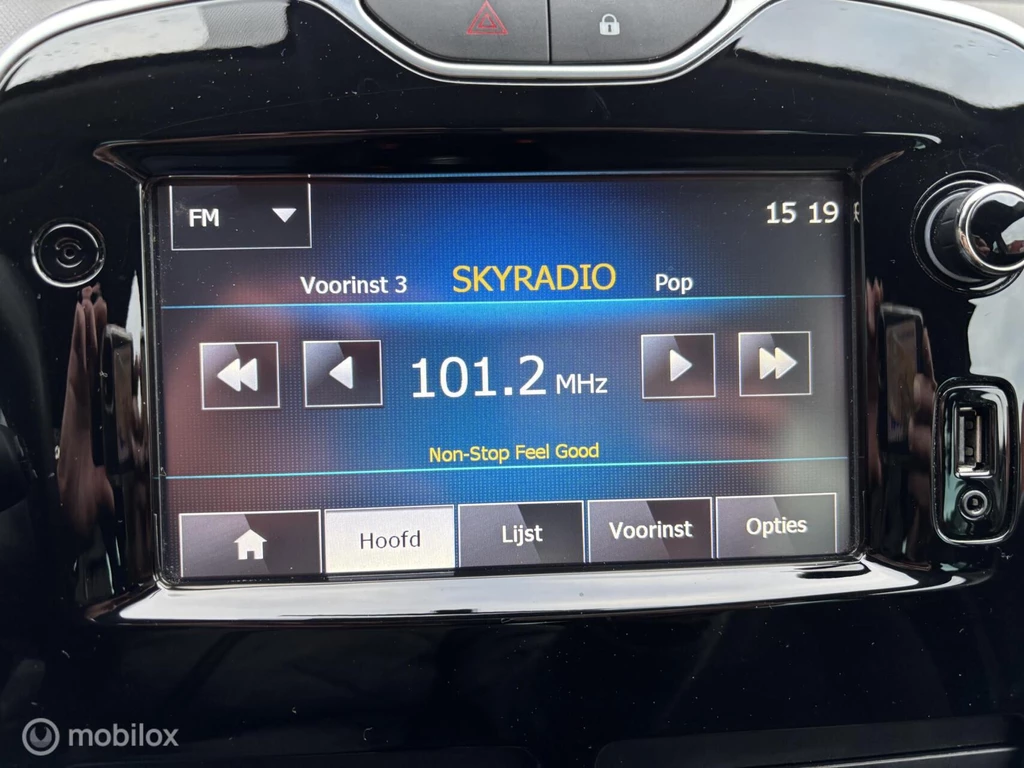 FM
15 19
Voorinst 3 SKYRADIO Pop
101.2 MHz
Non-Stop Feel Good
Hoofd Lijst Voorinst Opties
mobilox